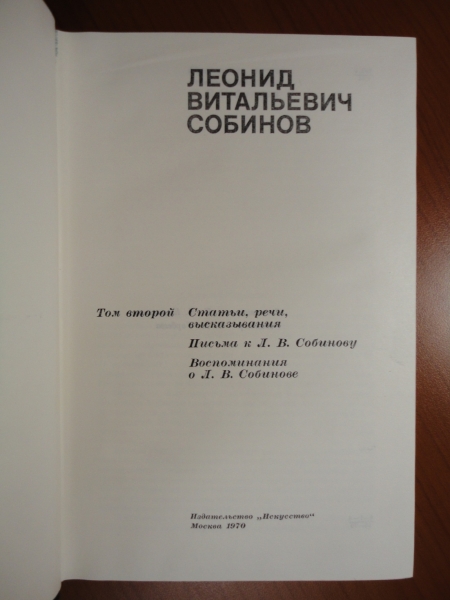 ЛЕОНИД
ВИТАЛЬЕВИЧ
СОБИНОВ
Том второй Статьи, речи,
высказывания
Письма к Л. В. Собинову
Воспоминания
о Л. В. Собинове
Издательство „Искусство“
Москва 1970